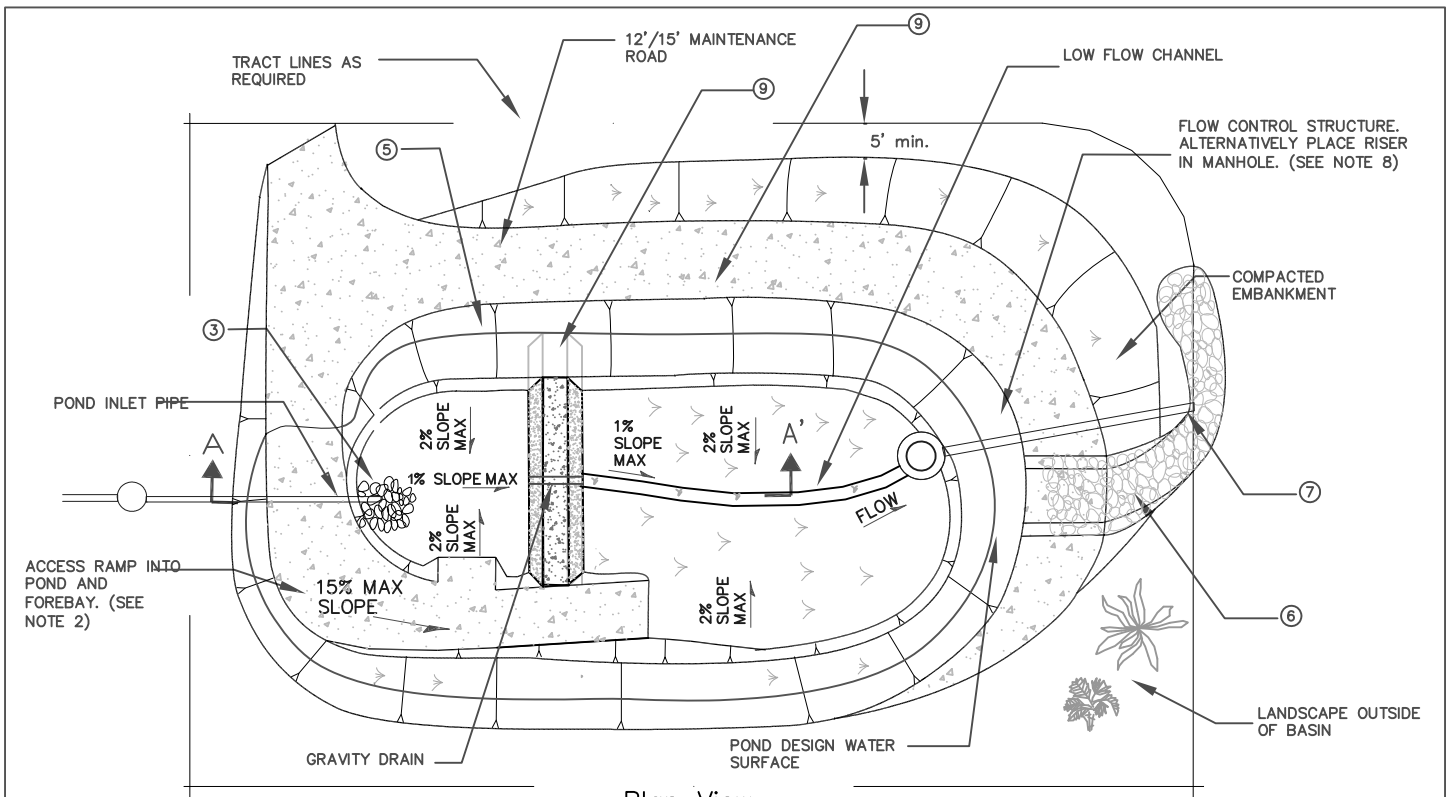 9
12'/15' MAINTENANCE
ROAD
TRACT LINES AS
REQUIRED
9
LOW FLOW CHANNEL
FLOW CONTROL STRUCTURE.
ALTERNATIVELY PLACE RISER
IN MANHOLE. (SEE NOTE 8)
5
5' min.
COMPACTED
EMBANKMENT
3
POND INLET PIPE
A
2%
SLOPE
MAX
1%
SLOPE
MAX
2%
SLOPE
MAX
A'
1% SLOPE MAX
2%
SLOPE
MAX
FLOW
7
ACCESS RAMP INTO
POND AND
FOREBAY. (SEE
NOTE 2)
15% MAX
SLOPE
2%
SLOPE
MAX
6
LANDSCAPE OUTSIDE
OF BASIN
GRAVITY DRAIN
POND DESIGN WATER
SURFACE
Plan View